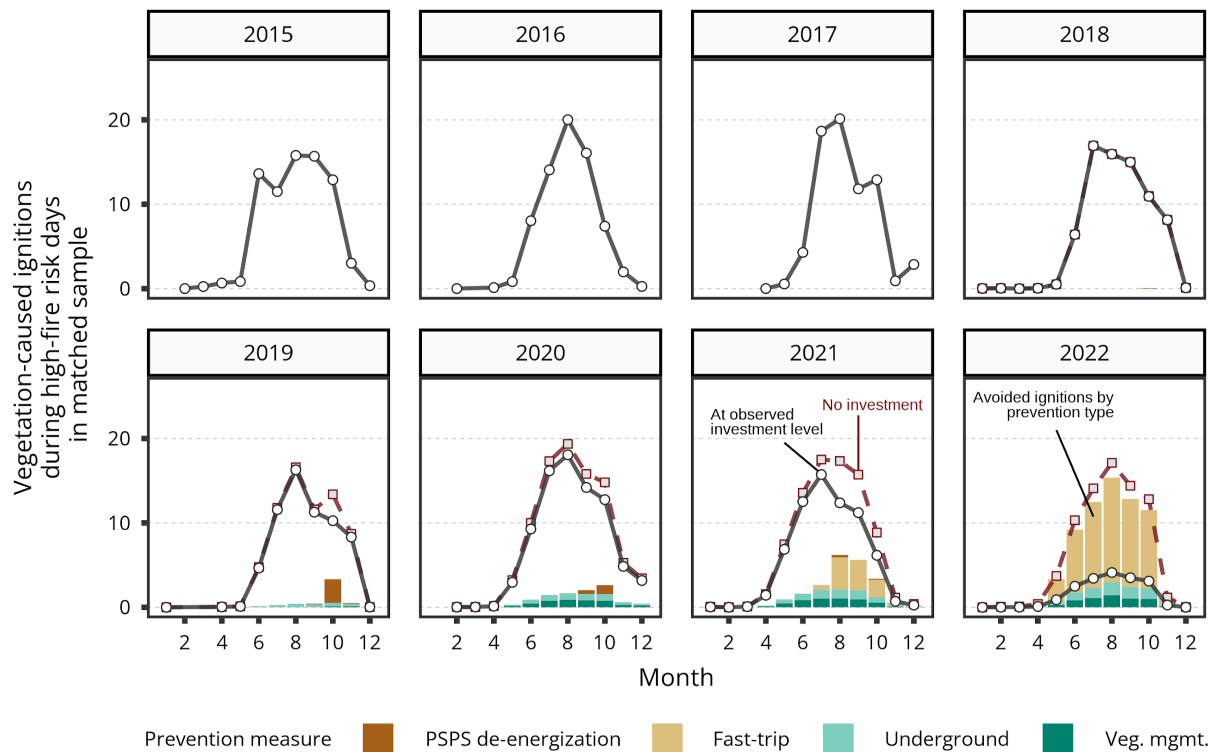 2015
2016
2017
2018
20
10
0
Vegetation-caused ignitions
during high-fire risk days
in matched sample
2019
2020
2021
2022
20
10
0
At observed
investment level
No investment
Avoided ignitions by
prevention type
2 4 6 8 10 12
2 4 6 8 10 12
2 4 6 8 10 12
2 4 6 8 10 12
Month
Prevention measure PSPS de-energization Fast-trip Underground Veg. mgmt.